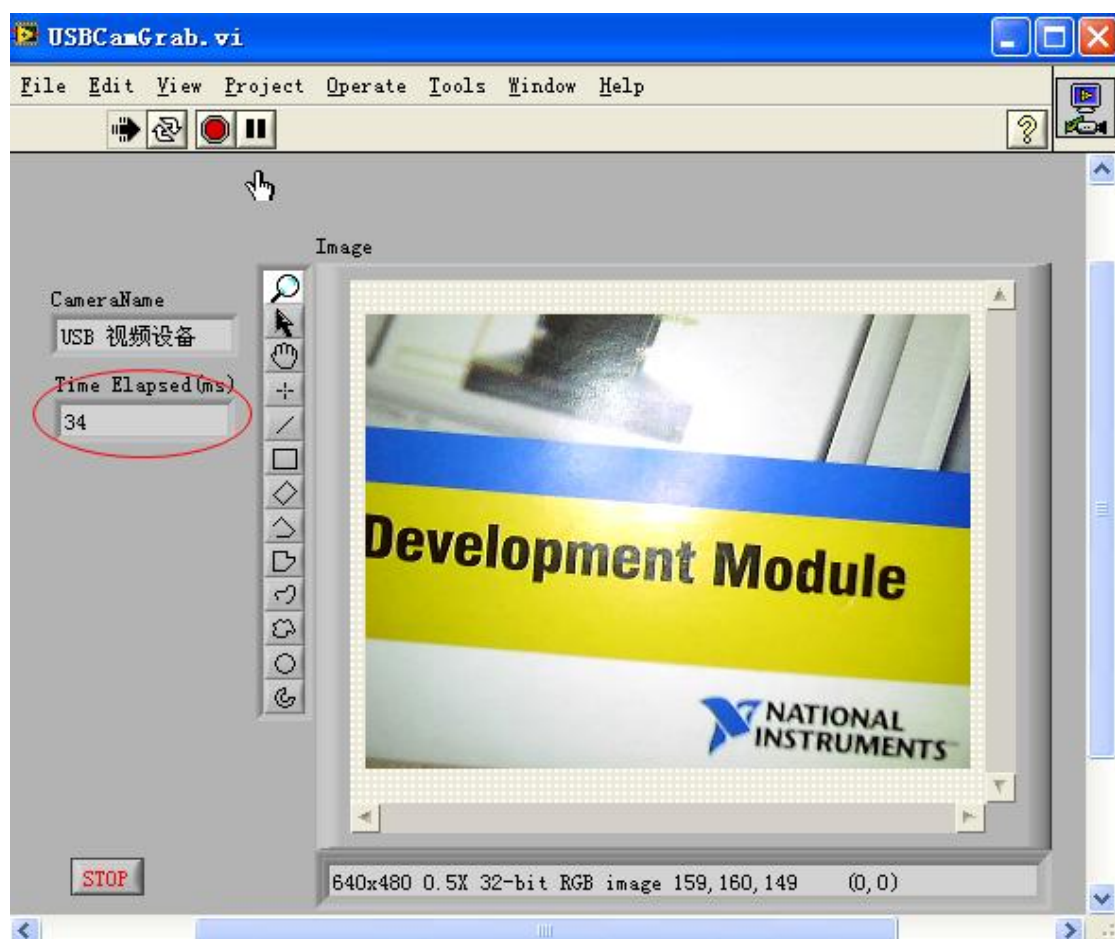 USBCamGrab.vi
File Edit View Project Operate Tools Window Help
Image
CameraName
USB 视频设备
Time Elapsed(ms)
34
Development Module
NATIONAL
INSTRUMENTS
STOP
640x480 0.5X 32-bit RGB image 159,160,149 (0,0)